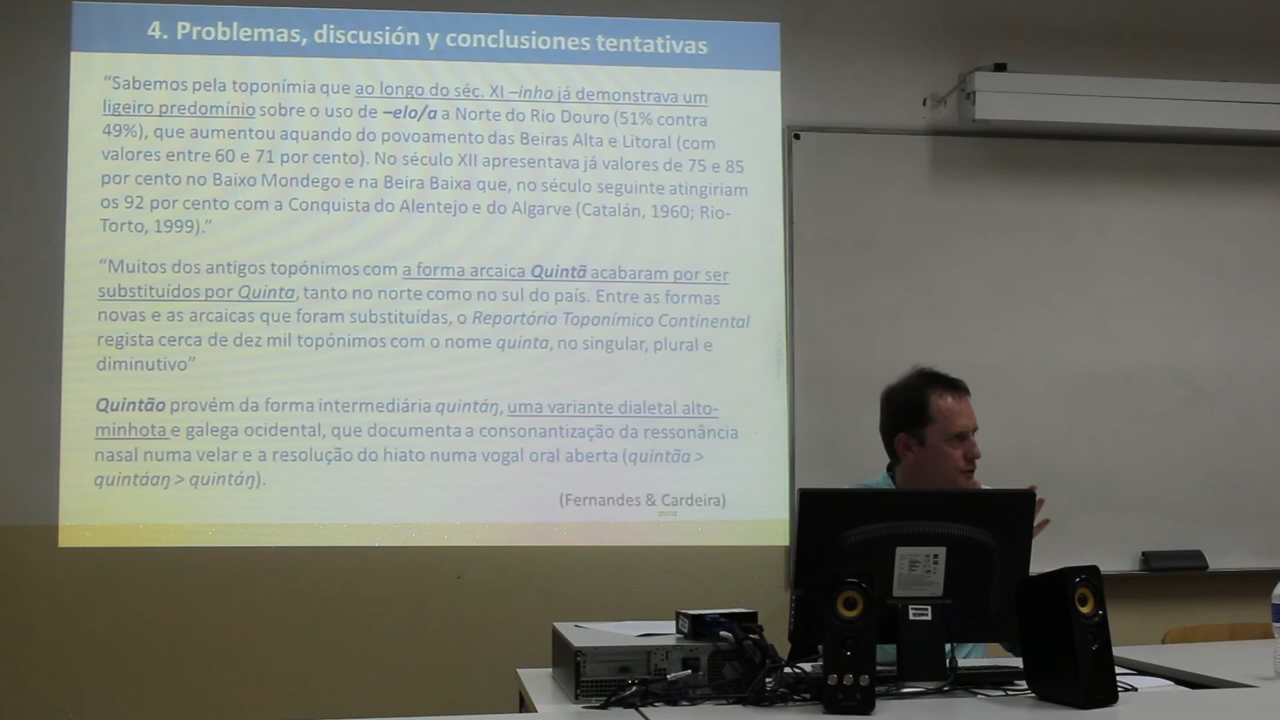 4. Problemas, discusión y conclusiones tentativas
“Sabemos pela toponímia que ao longo do séc. XI –inho já demonstrava um
ligeiro predomínio sobre o uso de –elo/a a Norte do Rio Douro (51% contra
49%), que aumentou aquando do povoamento das Beiras Alta e Litoral (com
valores entre 60 e 71 por cento). No século XII apresentava já valores de 75 e 85
por cento no Baixo Mondego e na Beira Baixa que, no século seguinte atingiriam
os 92 por cento com a Conquista do Alentejo e do Algarve (Catalán, 1960; Rio-
Torto, 1999).”
“Muitos dos antigos topónimos com a forma arcaica Quintã acabaram por ser
substituídos por Quinta, tanto no norte como no sul do país. Entre as formas
novas e as arcaicas que foram substituídas, o Reportório Toponímico Continental
regista cerca de dez mil topónimos com o nome quinta, no singular, plural e
diminutivo”
Quintão provém da forma intermediária quintáŋ, uma variante dialetal alto-
minhota e galega ocidental, que documenta a consonantização da ressonância
nasal numa velar e a resolução do hiato numa vogal oral aberta (quintãa >
quintáaŋ > quintáŋ).
(Fernandes & Cardeira)